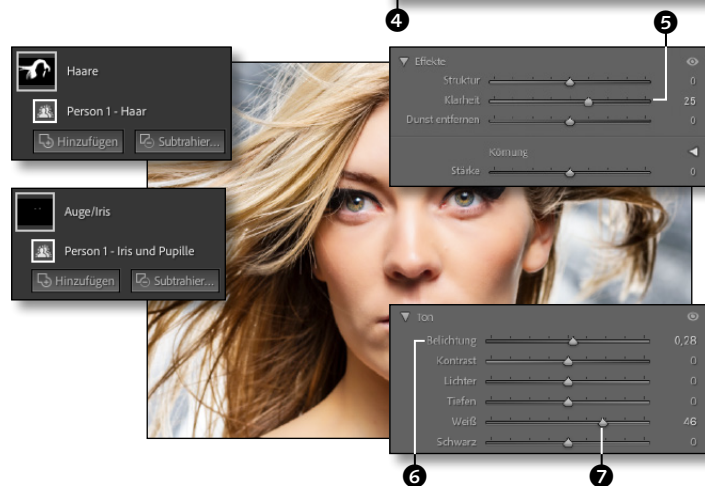 4
5
Haare
Person 1 - Haar
Hinzufügen Subtrahier...
Auge/Iris
Person 1 - Iris und Pupille
Hinzufügen Subtrahier...
Effekte
Struktur 0
Klarheit 25
Dunst entfernen 0
Körnung
Stärke 0
Ton
Belichtung 0,28
Kontrast 0
Lichter 0
Tiefen 0
Weiß 46
Schwarz 0
6 7